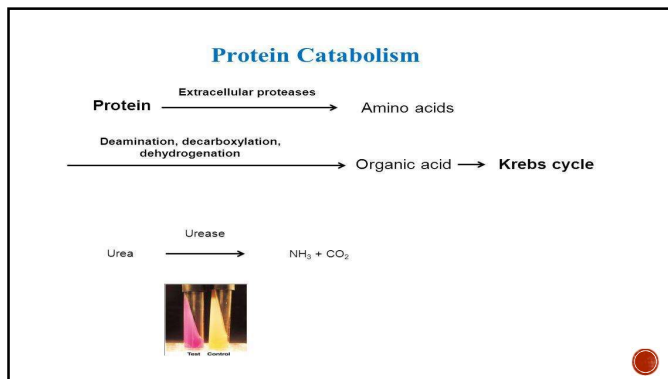 Protein Catabolism
Extracellular proteases
Protein
Amino acids
Deamination, decarboxylation,
dehydrogenation
Organic acid
Krebs cycle
Urease
Urea
NH₃ + CO₂
Test Control